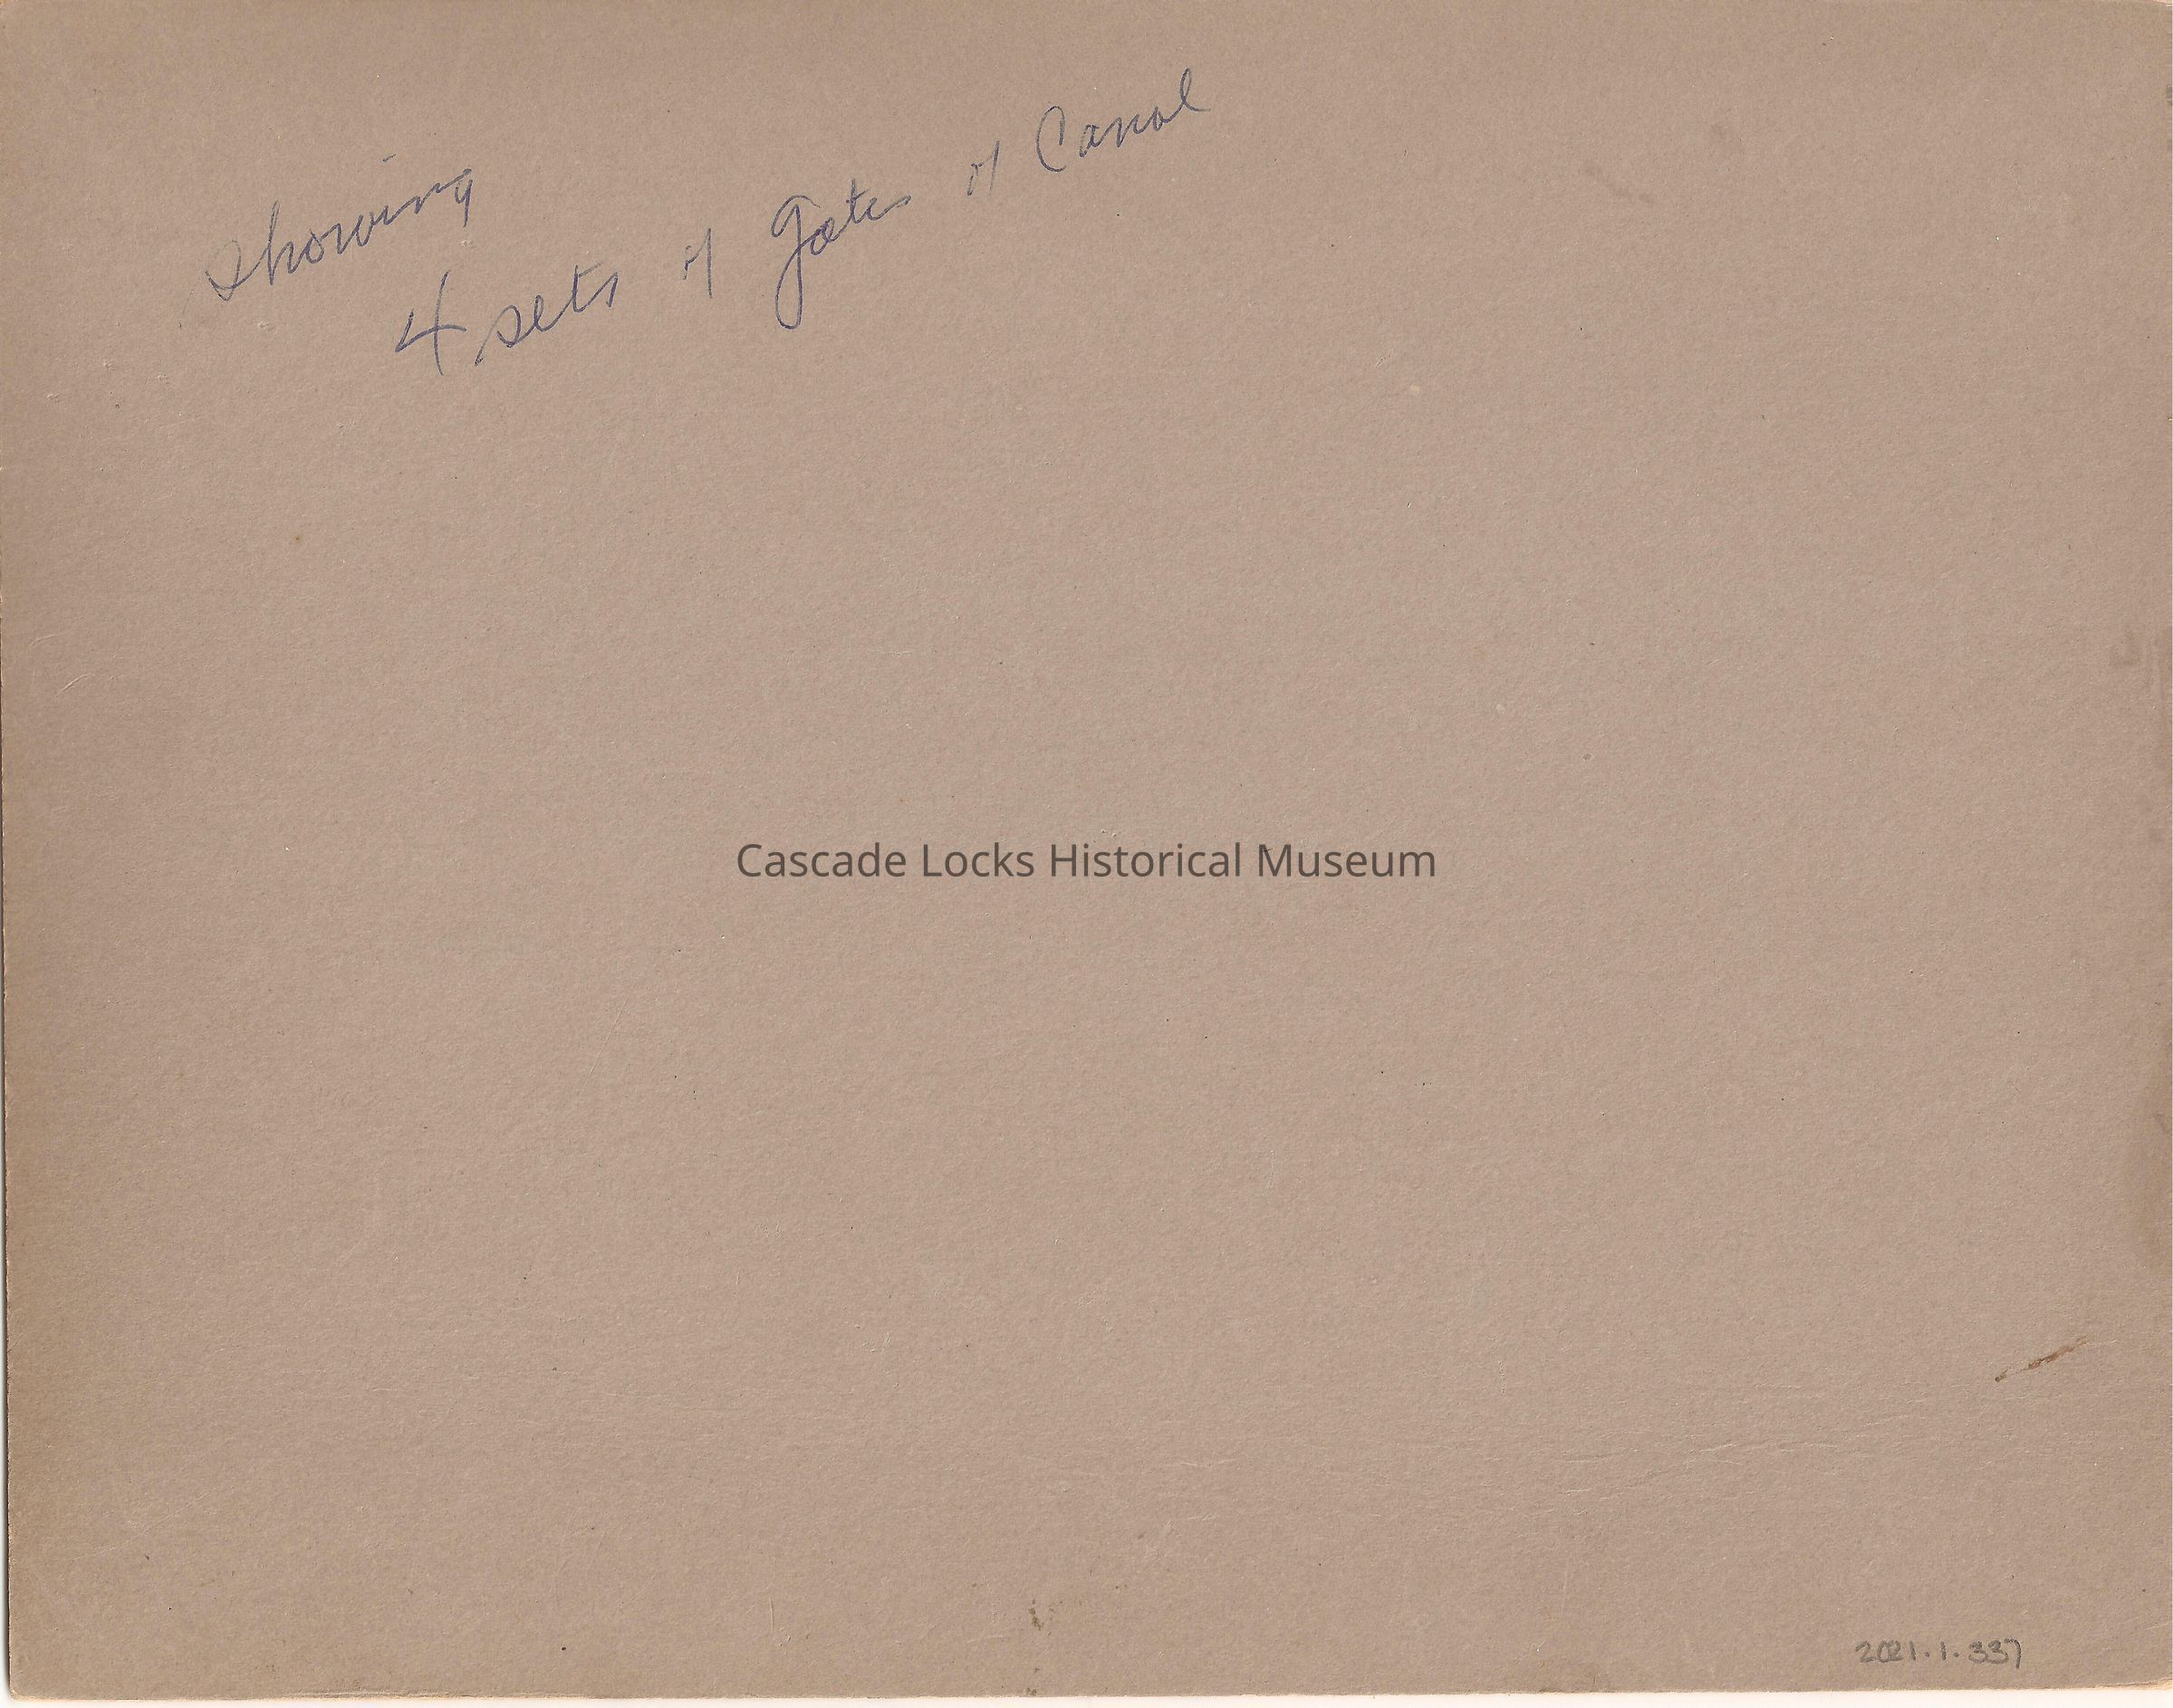 Showing
4 sets of Gates of Canal
Cascade Locks Historical Museum
2021.1.337